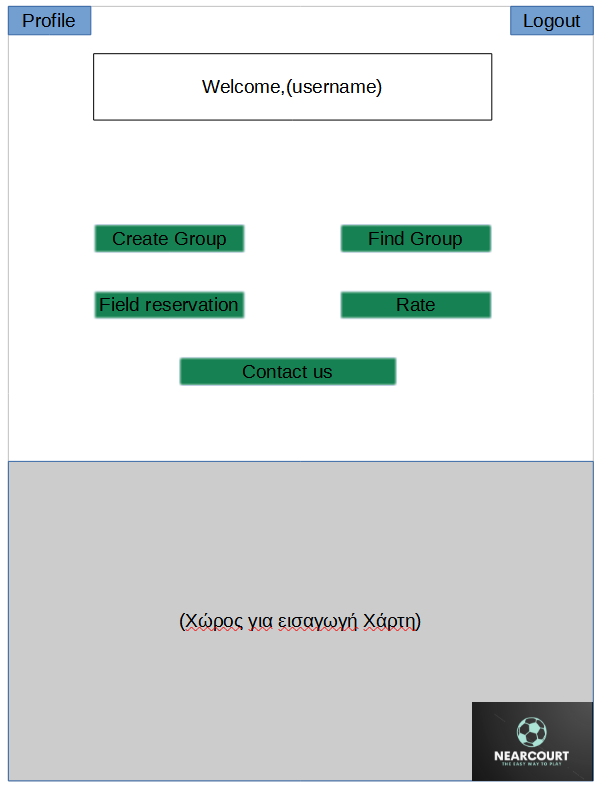 Profile
Logout
Welcome,(username)
Create Group
Find Group
Field reservation
Rate
Contact us
(Χώρος για εισαγωγή Χάρτη)
NEARCOURT
THE EASY WAY TO PLAY